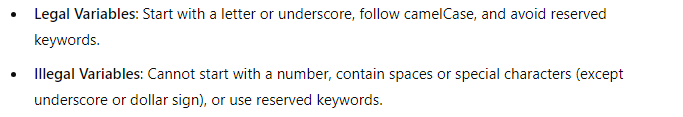 • Legal Variables: Start with a letter or underscore, follow camelCase, and avoid reserved
keywords.
• Illegal Variables: Cannot start with a number, contain spaces or special characters (except
underscore or dollar sign), or use reserved keywords.